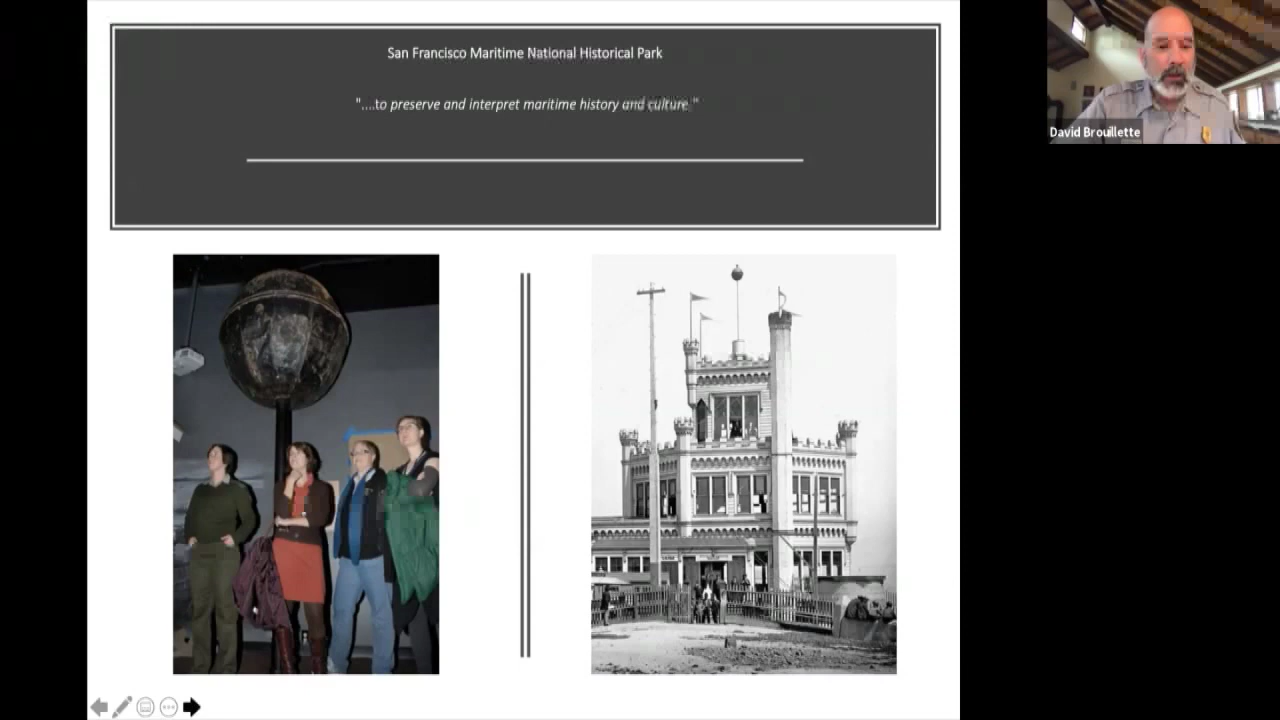 San Francisco Maritime National Historical Park
"....to preserve and interpret maritime history and culture."
David Brouillette